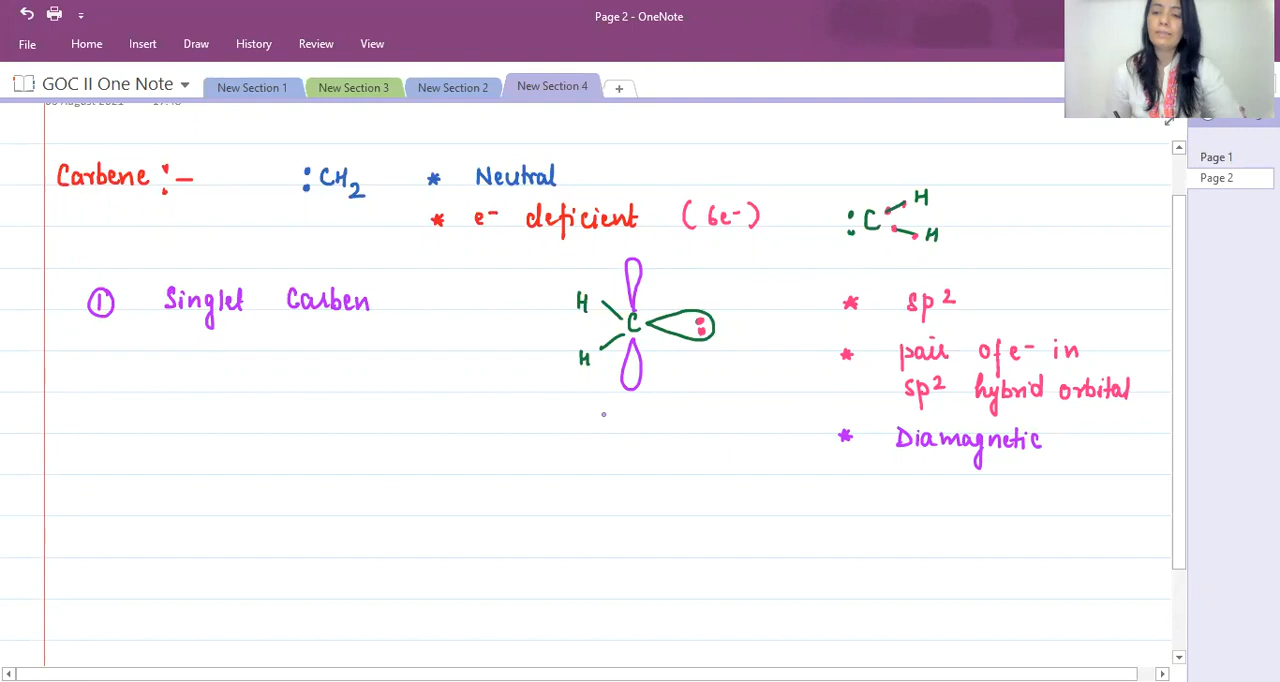 Page 2 - OneNote
File Home Insert Draw History Review View
GOC II One Note New Section 1 New Section 3 New Section 2 New Section 4 +
Page 1
Page 2
Carbene :- :CH2 * Neutral
* e- deficient (6e-)
:C H
H
① Singlet Carben
H
C :
H
* sp2
* pair of e- in
sp2 hybrid orbital
* Diamagnetic